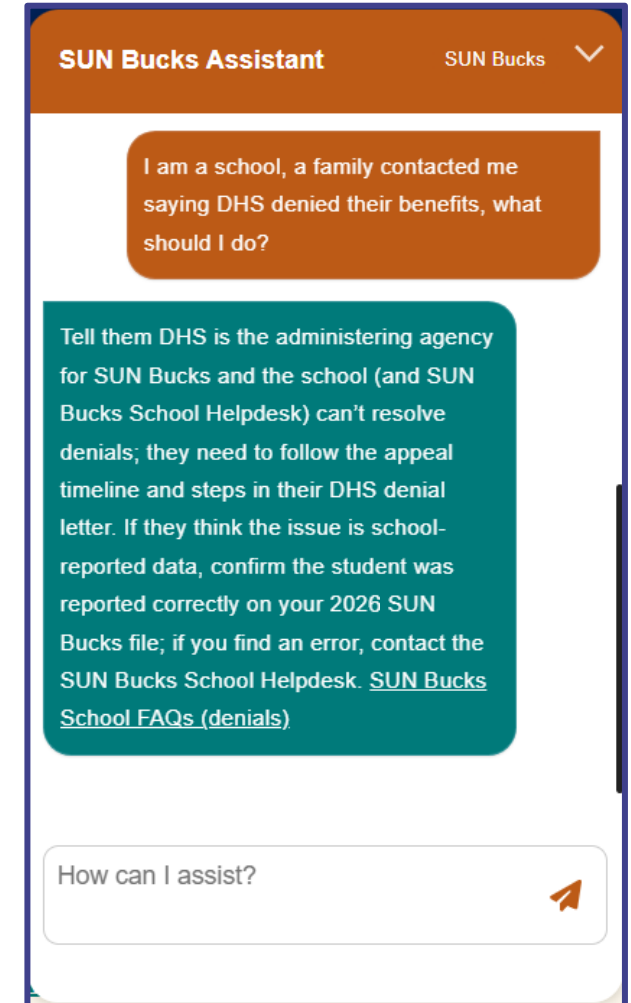 SUN Bucks Assistant
SUN Bucks
I am a school, a family contacted me
saying DHS denied their benefits, what
should I do?
Tell them DHS is the administering agency
for SUN Bucks and the school (and SUN
Bucks School Helpdesk) can’t resolve
denials; they need to follow the appeal
timeline and steps in their DHS denial
letter. If they think the issue is school-
reported data, confirm the student was
reported correctly on your 2026 SUN
Bucks file; if you find an error, contact the
SUN Bucks School Helpdesk. SUN Bucks
School FAQs (denials)
How can I assist?